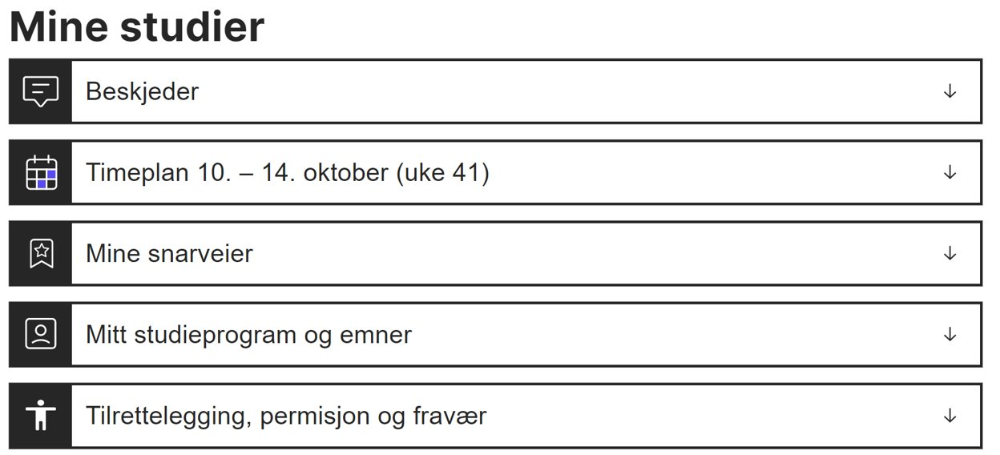 Mine studier
Beskjeder
Timeplan 10. – 14. oktober (uke 41)
Mine snarveier
Mitt studieprogram og emner
Tilrettelegging, permisjon og fravær